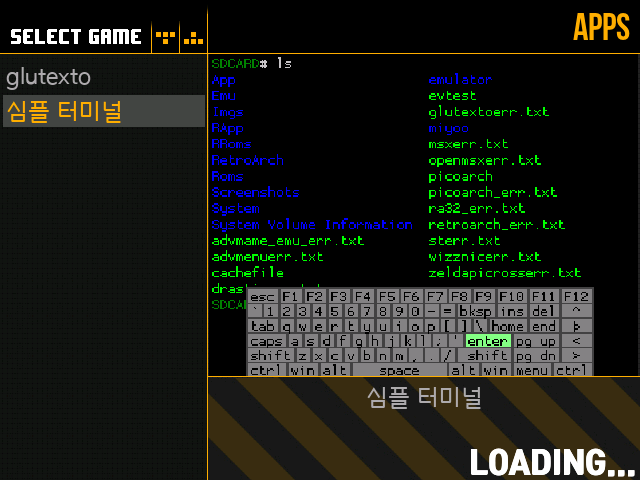 SELECT GAME
APPS
glutexto
심플 터미널
SDCARD# ls
App emulator
Emu evtest
Imgs glutextoerr.txt
RApp miyoo
RRoms msxerr.txt
RetroArch openmsxerr.txt
Roms picoarch
Screenshots picoarch_err.txt
System ra32_err.txt
System Volume Information retroarch_err.txt
advmame_emu_err.txt sterr.txt
advmenuerr.txt wizznicerr.txt
cachefile zeldapicrosserr.txt
SDCA
esc F1 F2 F3 F4 F5 F6 F7 F8 F9 F10 F11 F12
` 1 2 3 4 5 6 7 8 9 0 - = bksp ins del ^
tab q w e r t y u i o p [ ] \ home end Þ
caps a s d f g h j k l ; ' enter pg up <
shift z x c v b n m , . / shift pg dn >
ctrl win alt space alt win menu ctrl
심플 터미널
LOADING...